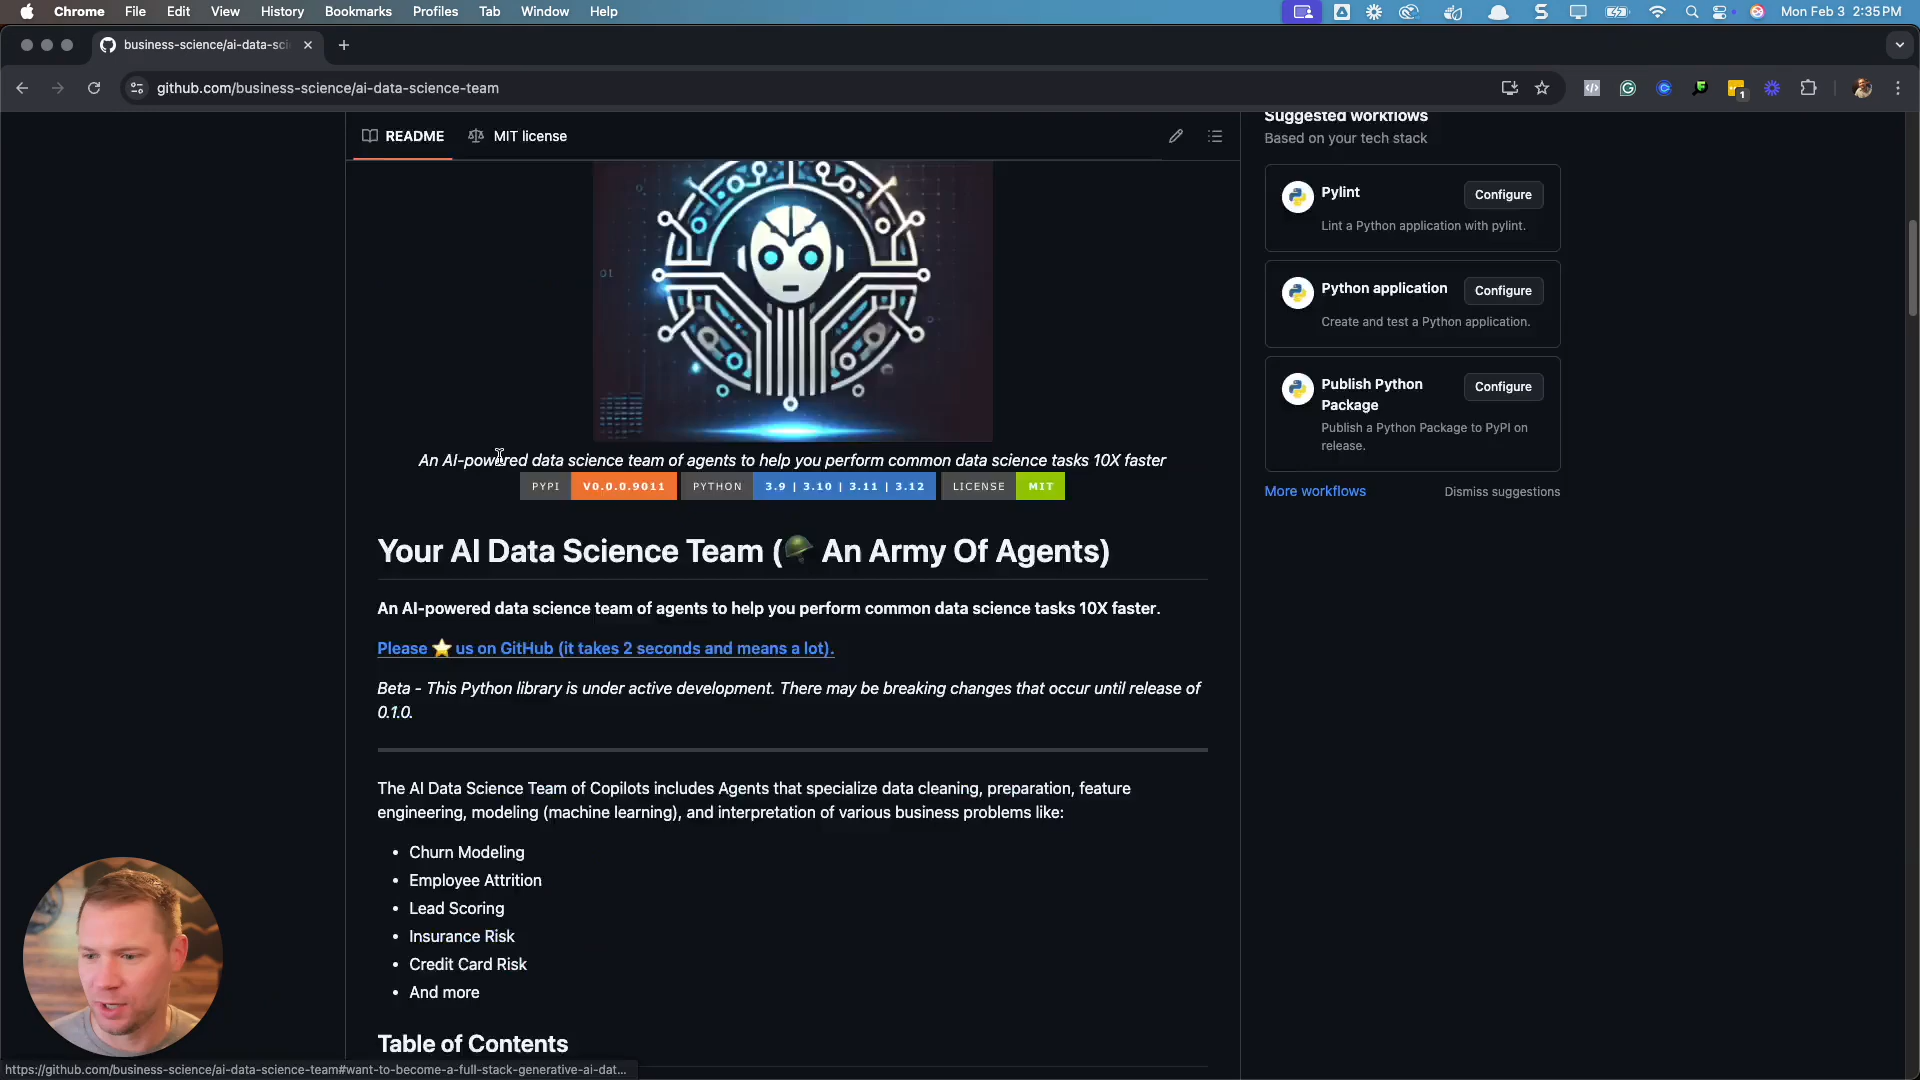 Chrome File Edit View History Bookmarks Profiles Tab Window Help
Mon Feb 3 2:35 PM
business-science/ai-data-sci
github.com/business-science/ai-data-science-team
1
README
MIT license
An AI-powered data science team of agents to help you perform common data science tasks 10X faster
PYPI V0.0.0.9011 PYTHON 3.9 | 3.10 | 3.11 | 3.12 LICENSE MIT
Your AI Data Science Team (🪖 An Army Of Agents)
An AI-powered data science team of agents to help you perform common data science tasks 10X faster.
Please ⭐ us on GitHub (it takes 2 seconds and means a lot).
Beta - This Python library is under active development. There may be breaking changes that occur until release of
0.1.0.
The AI Data Science Team of Copilots includes Agents that specialize data cleaning, preparation, feature
engineering, modeling (machine learning), and interpretation of various business problems like:
• Churn Modeling
• Employee Attrition
• Lead Scoring
• Insurance Risk
• Credit Card Risk
• And more
Table of Contents
Suggested workflows
Based on your tech stack
Pylint
Configure
Lint a Python application with pylint.
Python application
Configure
Create and test a Python application.
Publish Python
Package
Configure
Publish a Python Package to PyPI on
release.
More workflows
Dismiss suggestions
https://github.com/business-science/ai-data-science-team#want-to-become-a-full-stack-generative-ai-dat...